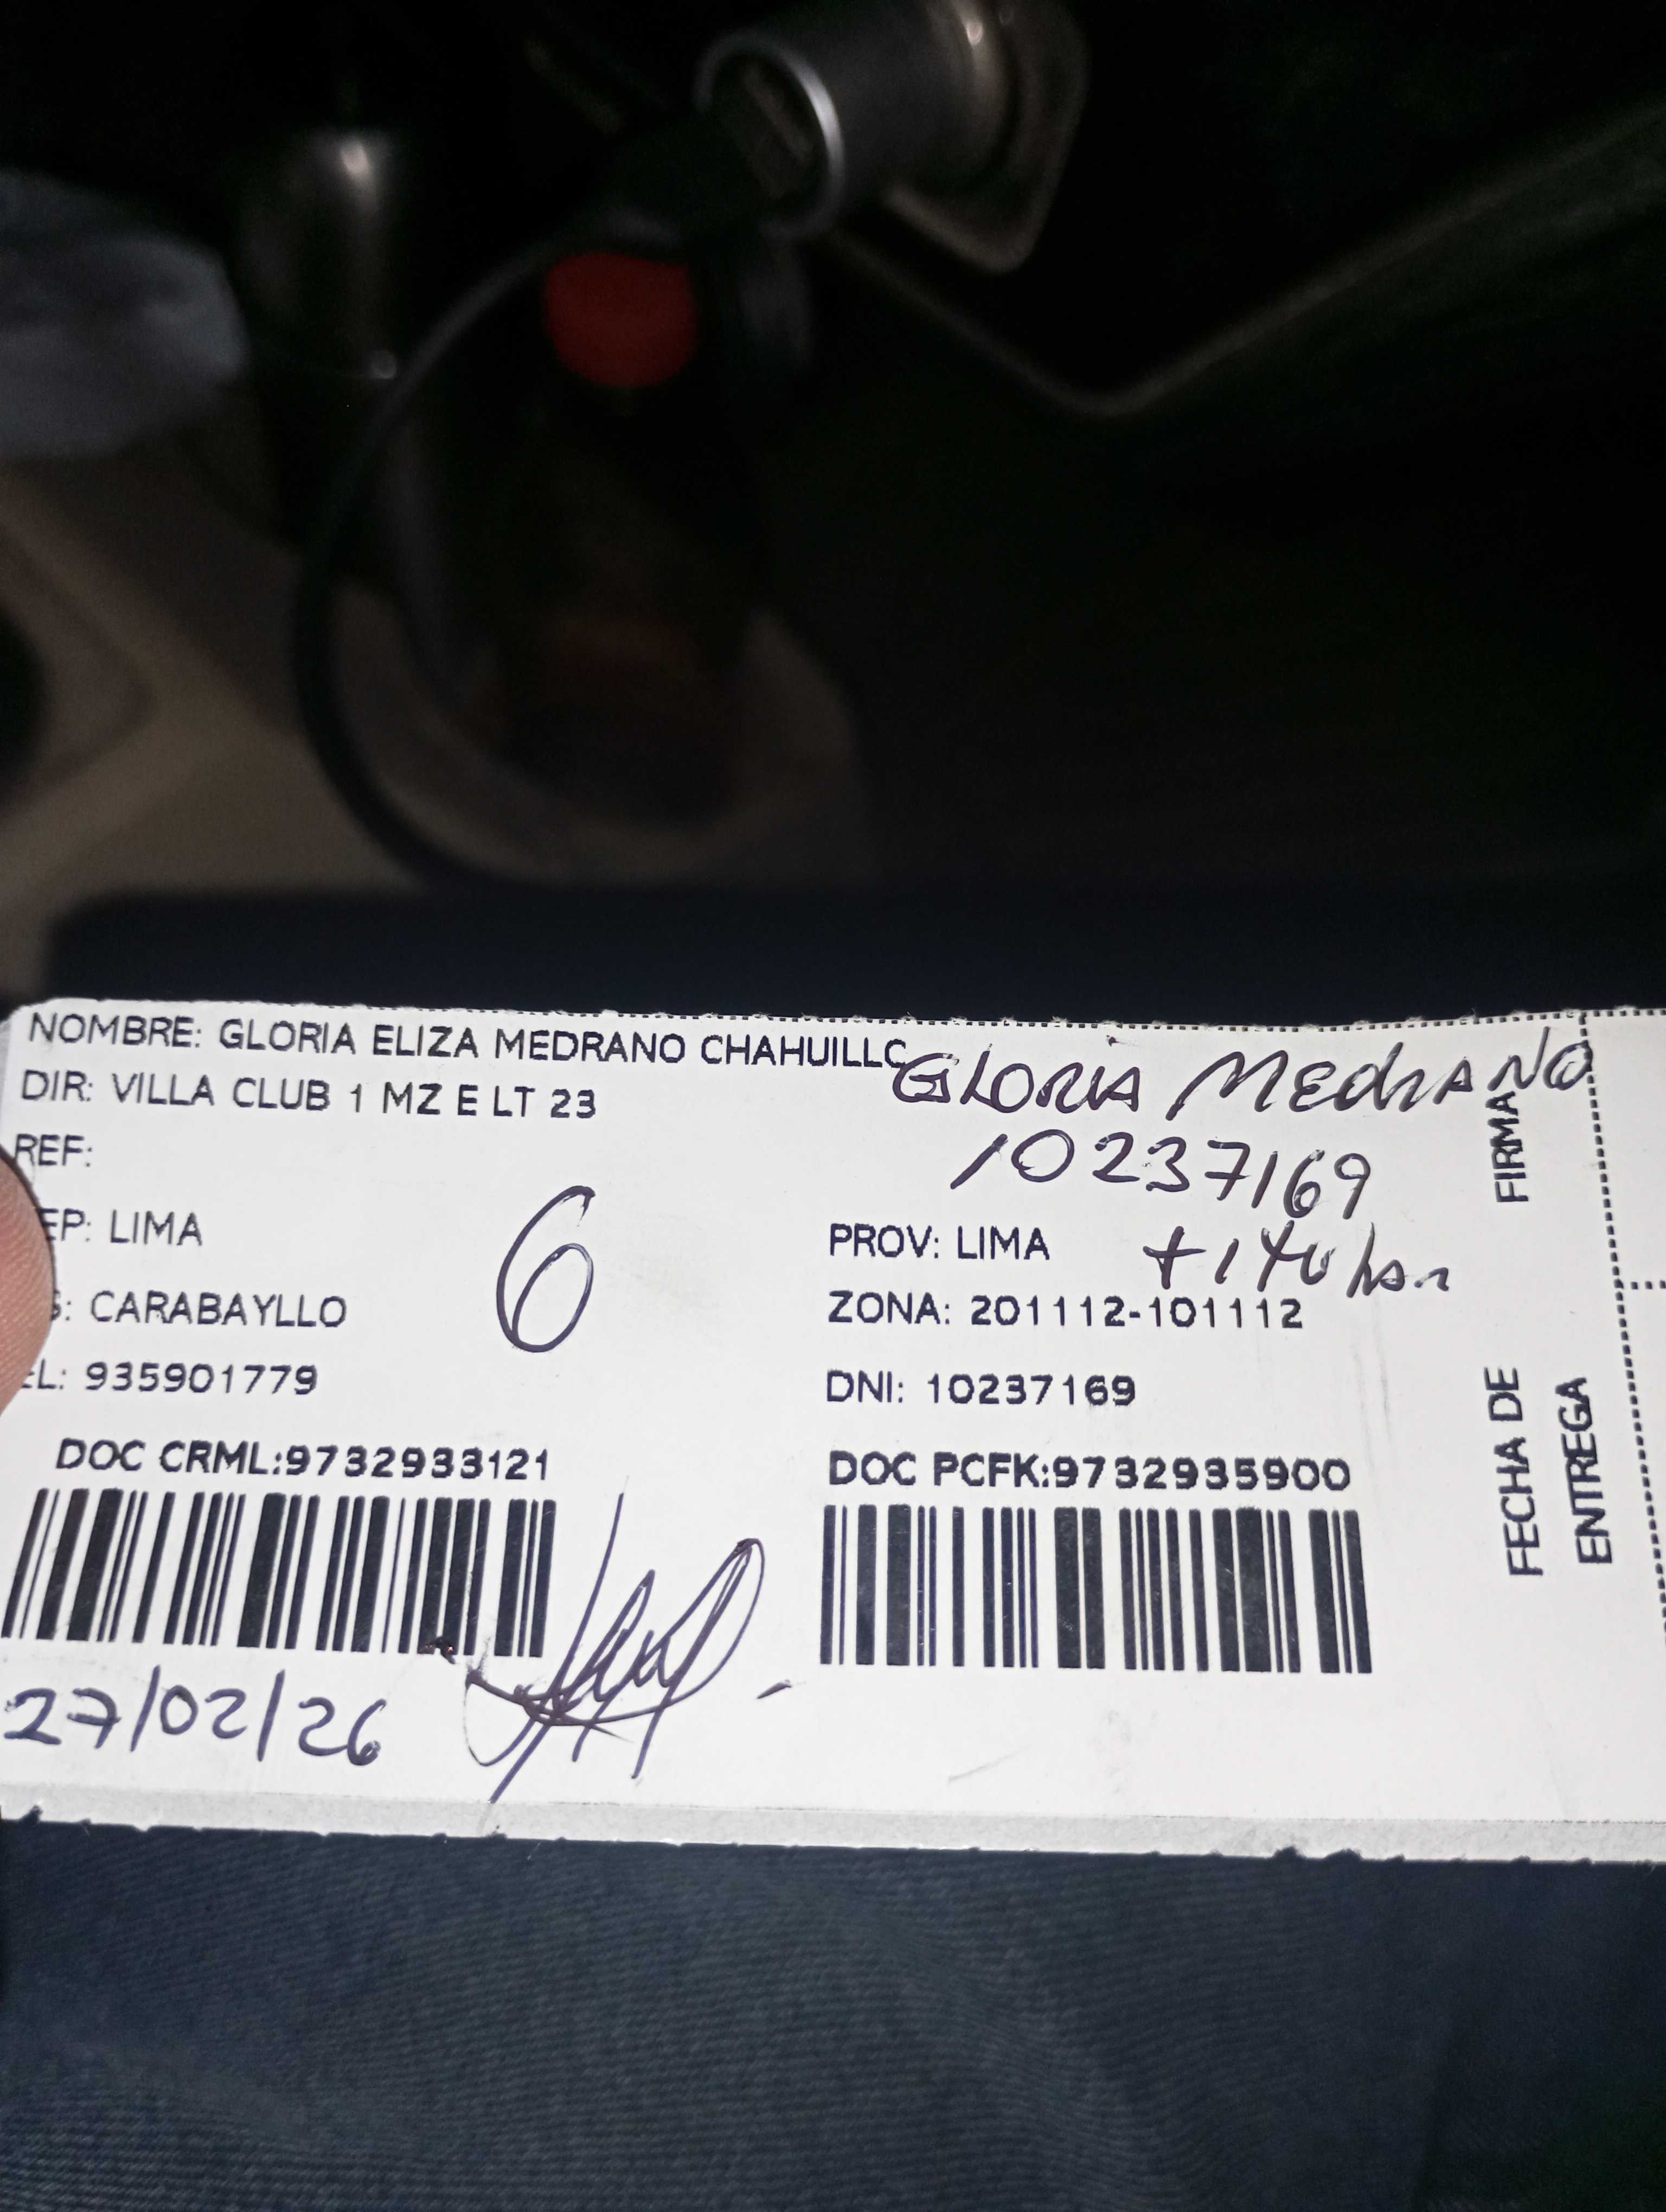 NOMBRE: GLORIA ELIZA MEDRANO CHAHUILLC
GLORIA MEDRANO
DIR: VILLA CLUB 1 MZ E LT 23
10237169
REF:
EP: LIMA
6
PROV: LIMA
S: CARABAYLLO
ZONA: 201112-101112
EL: 935901779
DNI: 10237169
DOC CRML:9732933121
DOC PCFK:9732935900
27/02/26
FIRMA
FECHA DE
ENTREGA